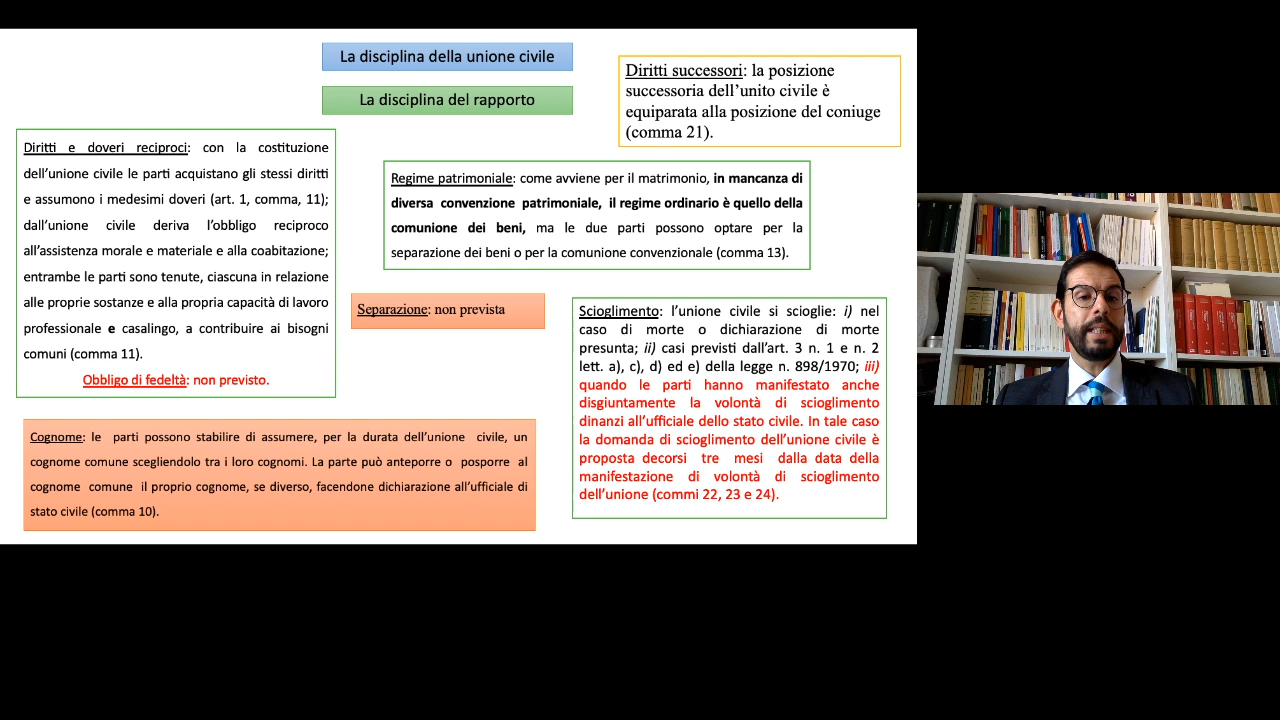 La disciplina della unione civile
La disciplina del rapporto
Diritti successori: la posizione
successoria dell'unito civile è
equiparata alla posizione del coniuge
(comma 21).
Diritti e doveri reciproci: con la costituzione
dell'unione civile le parti acquistano gli stessi diritti
e assumono i medesimi doveri (art. 1, comma, 11);
dall'unione civile deriva l'obbligo reciproco
all'assistenza morale e materiale e alla coabitazione;
entrambe le parti sono tenute, ciascuna in relazione
alle proprie sostanze e alla propria capacità di lavoro
professionale e casalingo, a contribuire ai bisogni
comuni (comma 11).
Obbligo di fedeltà: non previsto.
Regime patrimoniale: come avviene per il matrimonio, in mancanza di
diversa convenzione patrimoniale, il regime ordinario è quello della
comunione dei beni, ma le due parti possono optare per la
separazione dei beni o per la comunione convenzionale (comma 13).
Separazione: non prevista
Scioglimento: l'unione civile si scioglie: i) nel
caso di morte o dichiarazione di morte
presunta; ii) casi previsti dall'art. 3 n. 1 e n. 2
lett. a), c), d) ed e) della legge n. 898/1970; iii)
quando le parti hanno manifestato anche
disgiuntamente la volontà di scioglimento
dinanzi all'ufficiale dello stato civile. In tale caso
la domanda di scioglimento dell'unione civile è
proposta decorsi tre mesi dalla data della
manifestazione di volontà di scioglimento
dell'unione (commi 22, 23 e 24).
Cognome: le parti possono stabilire di assumere, per la durata dell'unione civile, un
cognome comune scegliendolo tra i loro cognomi. La parte può anteporre o posporre al
cognome comune il proprio cognome, se diverso, facendone dichiarazione all'ufficiale di
stato civile (comma 10).